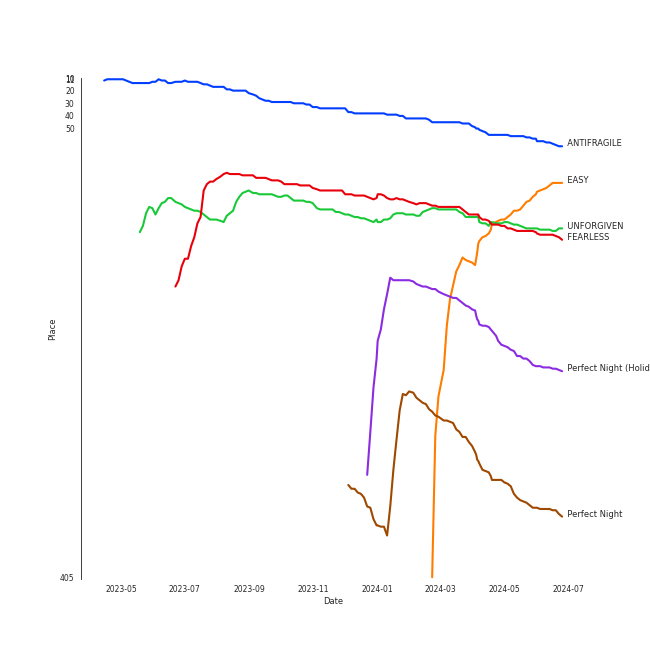 10
20
30
40
50
405
Place
2023-05
2023-07
2023-09
2023-11
2024-01
2024-03
2024-05
2024-07
Date
ANTIFRAGILE
EASY
UNFORGIVEN
FEARLESS
Perfect Night (Holid
Perfect Night